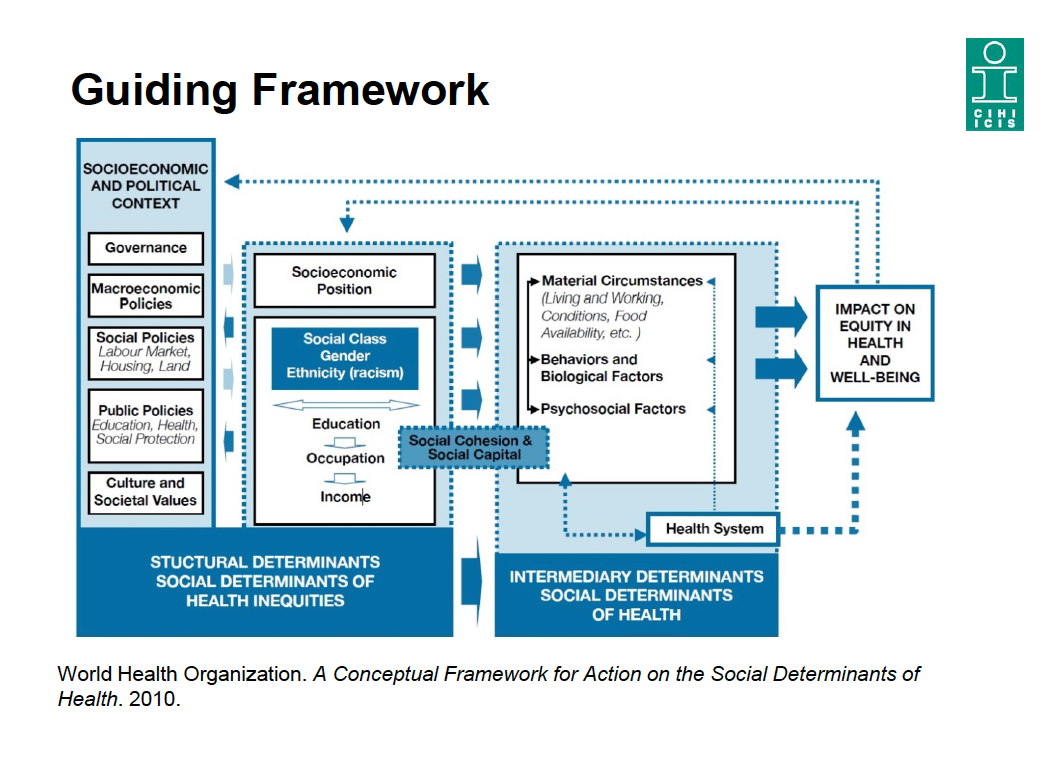 Guiding Framework
CIHI
ICIS
SOCIOECONOMIC
AND POLITICAL
CONTEXT
Governance
Macroeconomic
Policies
Social Policies
Labour Market,
Housing, Land
Public Policies
Education, Health,
Social Protection
Culture and
Societal Values
Socioeconomic
Position
Social Class
Gender
Ethnicity (racism)
Education
Occupation
Income
Social Cohesion &
Social Capital
Material Circumstances
(Living and Working,
Conditions, Food
Availability, etc. )
Behaviors and
Biological Factors
Psychosocial Factors
Health System
IMPACT ON
EQUITY IN
HEALTH
AND
WELL-BEING
STUCTURAL DETERMINANTS
SOCIAL DETERMINANTS OF
HEALTH INEQUITIES
INTERMEDIARY DETERMINANTS
SOCIAL DETERMINANTS
OF HEALTH
World Health Organization. A Conceptual Framework for Action on the Social Determinants of
Health. 2010.